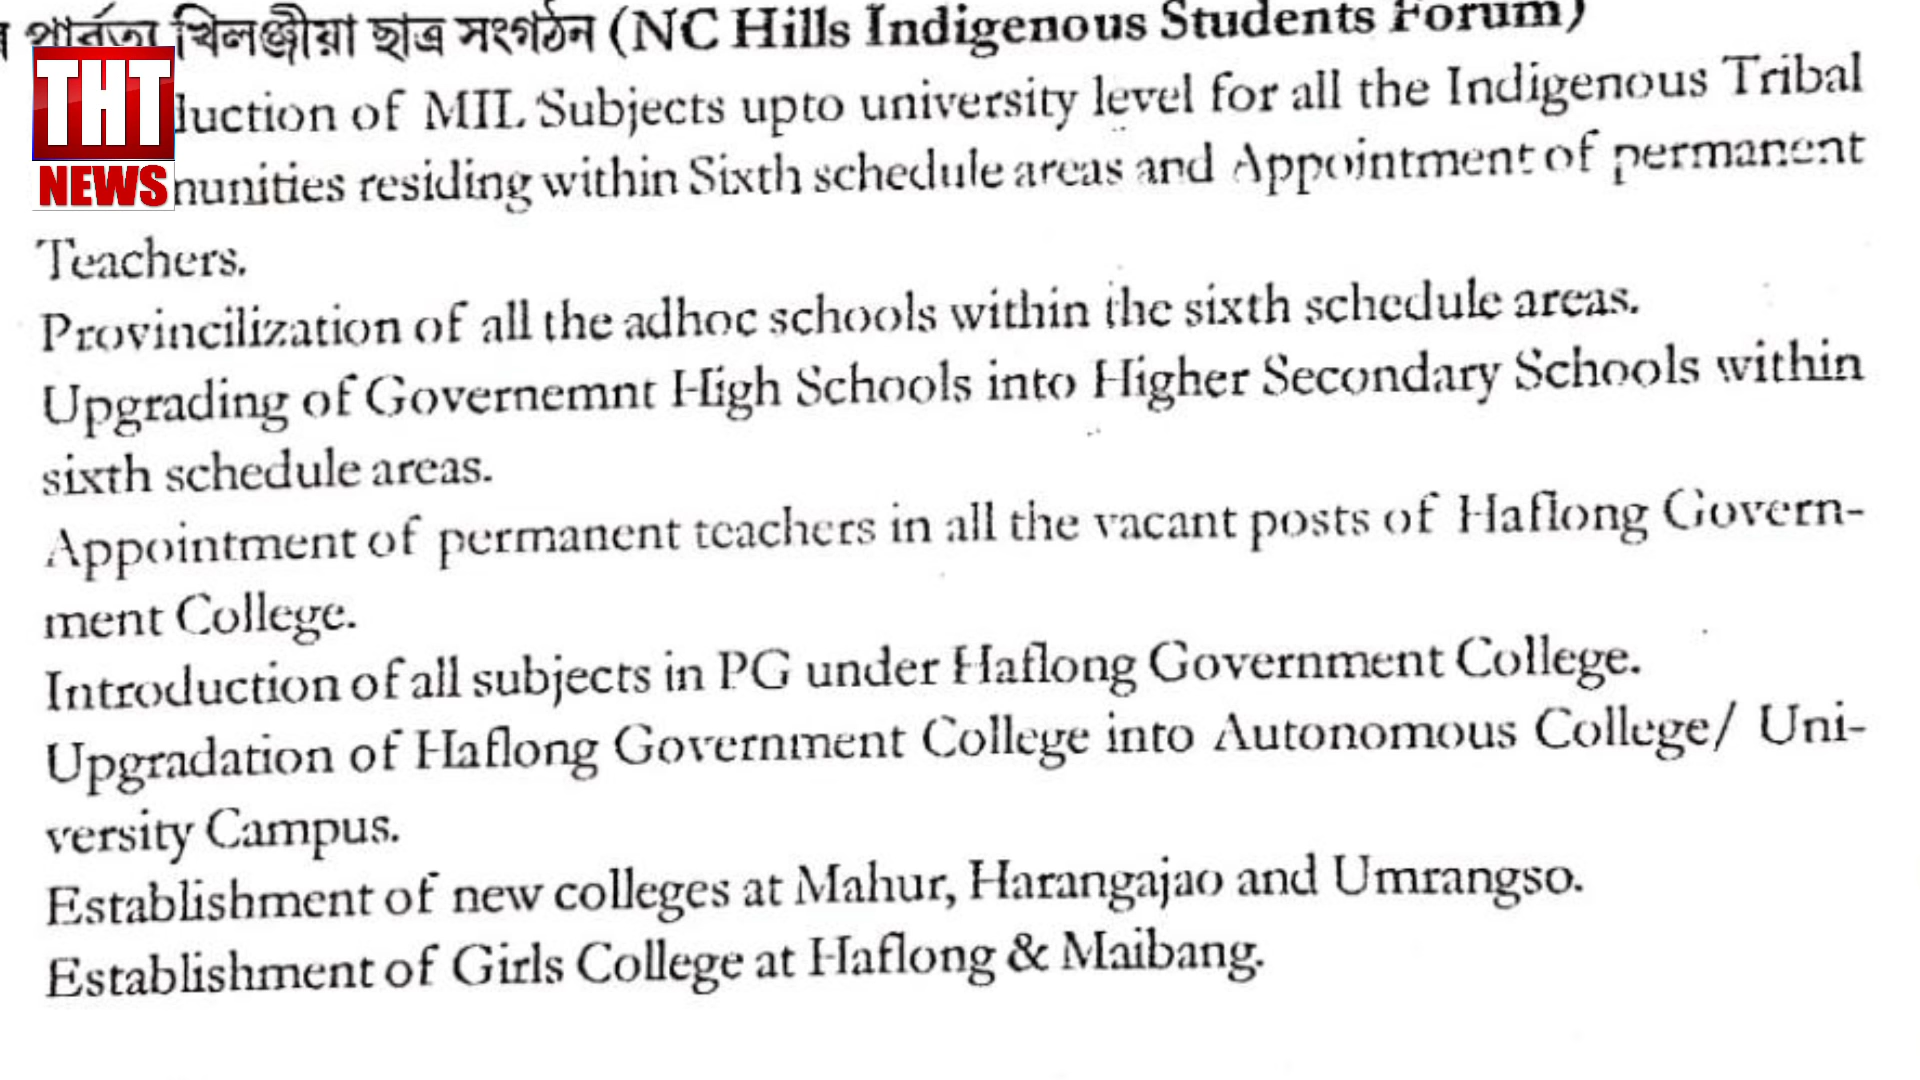 পাৰ্বত্য খিলঞ্জীয়া ছাত্ৰ সংগঠন (NC Hills Indigenous Students Forum)
THT
NEWS
duction of MIL Subjects upto university level for all the Indigenous Tribal
munities residing within Sixth schedule areas and Appointment of permanent
Teachers.
Provincilization of all the adhoc schools within the sixth schedule areas.
Upgrading of Governemnt High Schools into Higher Secondary Schools within
sixth schedule areas.
Appointment of permanent teachers in all the vacant posts of Haflong Govern-
ment College.
Introduction of all subjects in PG under Haflong Government College.
Upgradation of Haflong Government College into Autonomous College/ Uni-
versity Campus.
Establishment of new colleges at Mahur, Harangajao and Umrangso.
Establishment of Girls College at Haflong & Maibang.